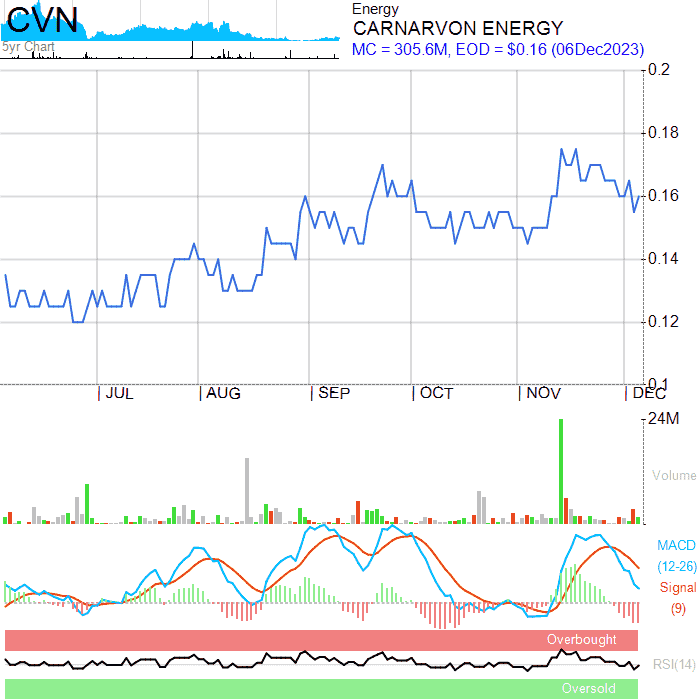 CVN
5yr Chart
Energy
CARNARVON ENERGY
MC = 305.6M, EOD = $0.16 (06Dec2023)
0.2
0.18
0.16
0.14
0.12
0.1
JUL AUG SEP OCT NOV DEC
24M
Volume
MACD
(12-26)
Signal
(9)
Overbought
RSI(14)
Oversold